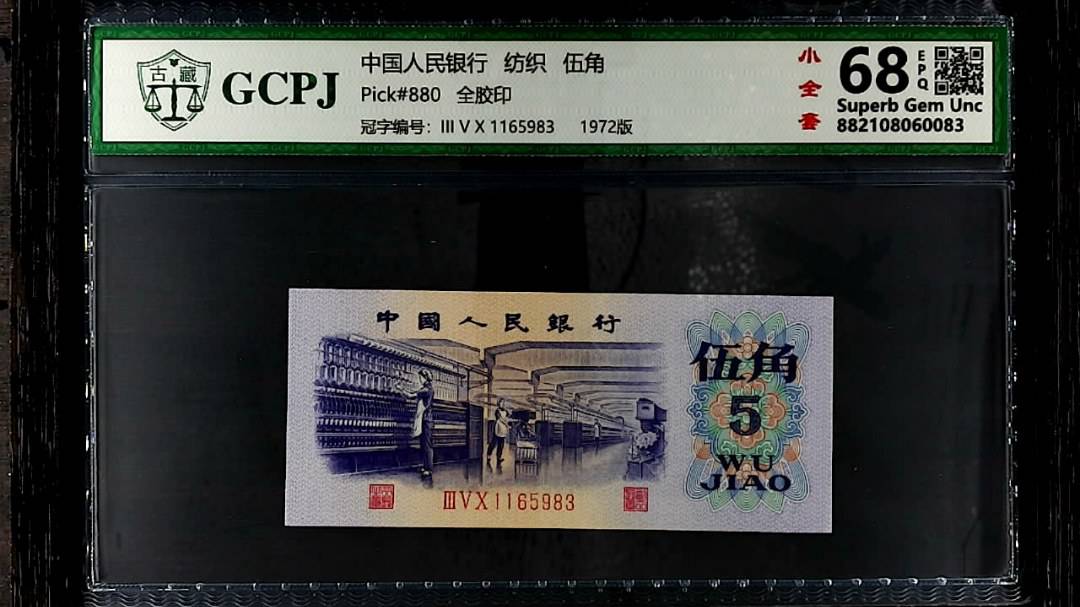 古藏
GCPJ
中国人民银行 纺织 伍角
Pick#880 全胶印
冠字编号：III V X 1165983 1972版
小全套
68
EPQ
Superb Gem Unc
882108060083
中國人民銀行
伍角
5
WU
JIAO
III V X 1165983